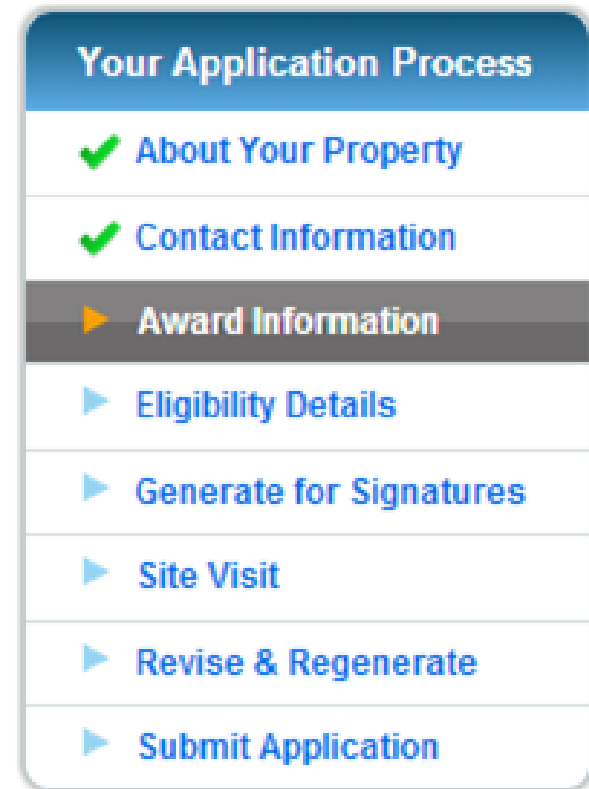 Your Application Process
About Your Property
Contact Information
Award Information
Eligibility Details
Generate for Signatures
Site Visit
Revise & Regenerate
Submit Application